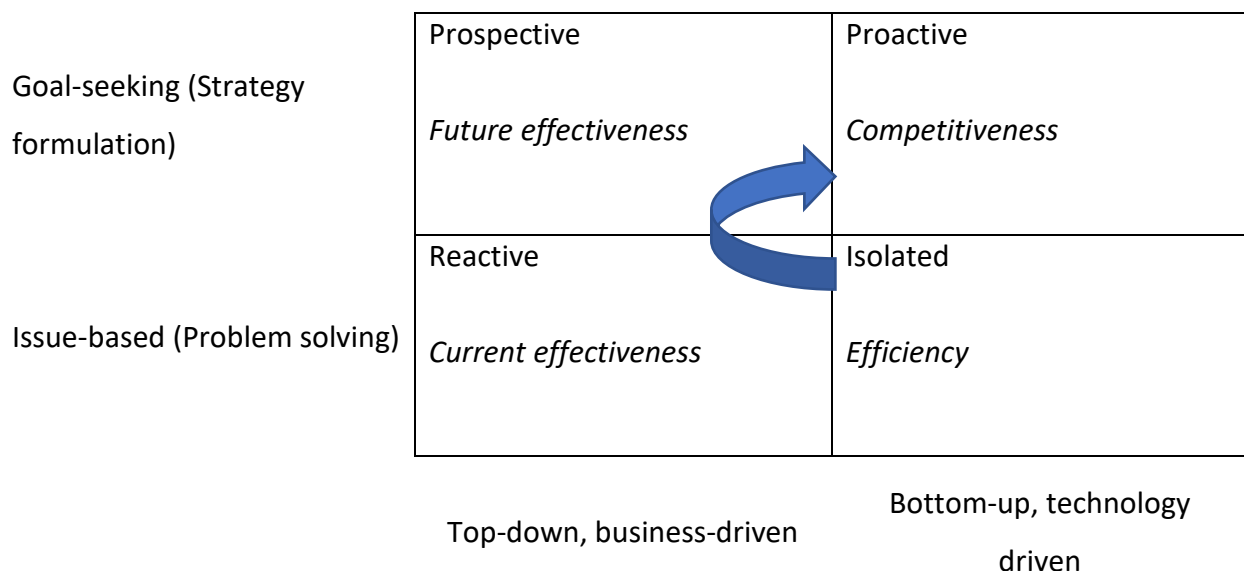 Prospective
Proactive
Goal-seeking (Strategy
formulation)
Future effectiveness
Competitiveness
Reactive
Isolated
Issue-based (Problem solving)
Current effectiveness
Efficiency
Top-down, business-driven
Bottom-up, technology
driven